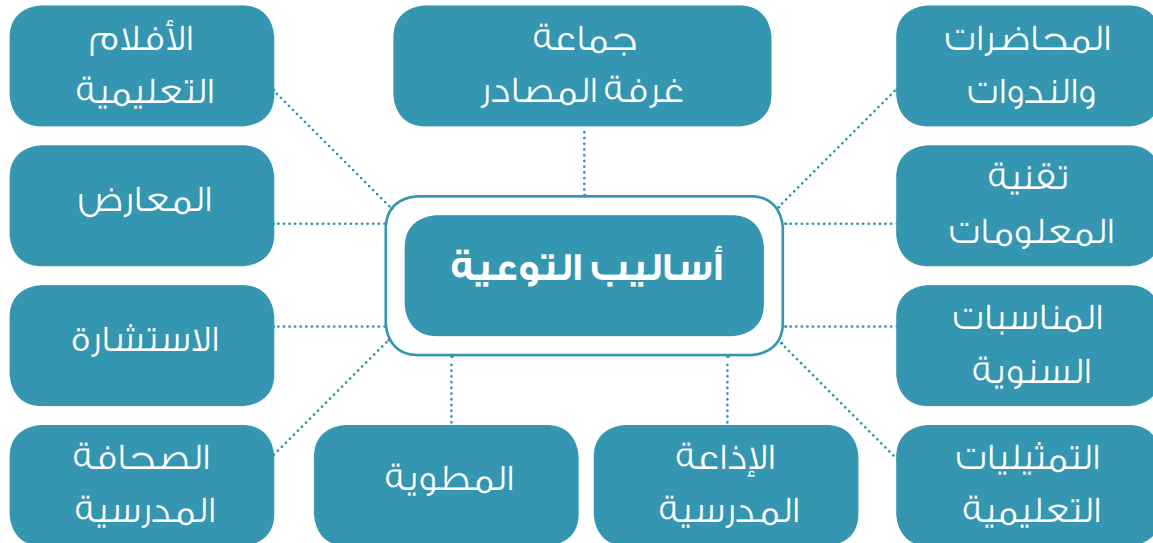 المحاضرات
والندوات
جماعة
غرفة المصادر
الأفلام
التعليمية
تقنية
المعلومات
المعارض
أساليب التوعية
المناسبات
السنوية
الاستشارة
التمثيليات
التعليمية
الإذاعة
المدرسية
المطوية
الصحافة
المدرسية